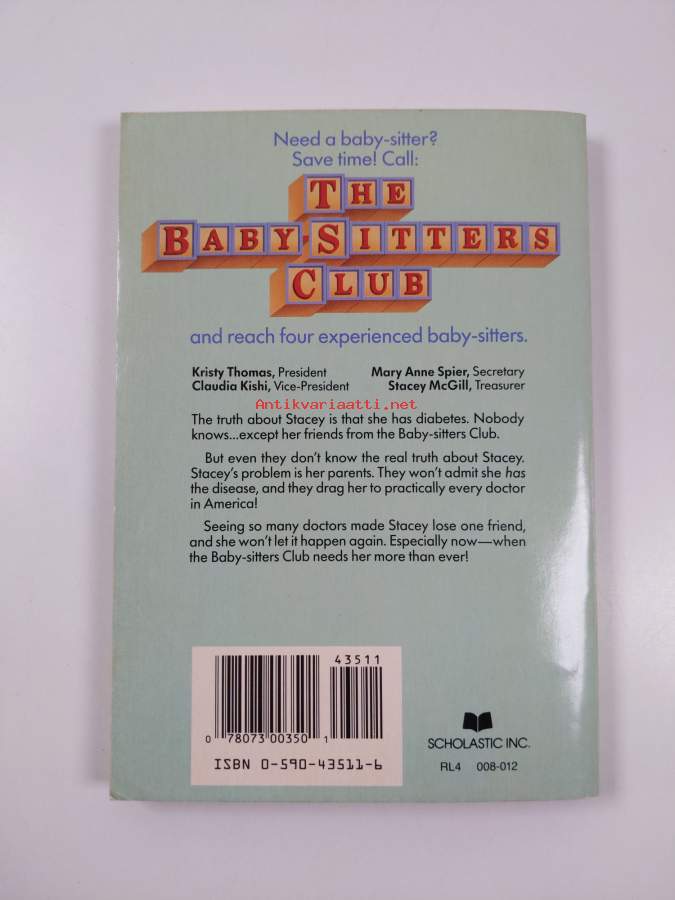 Need a baby-sitter?
Save time! Call:
THE
BABY-SITTERS
CLUB
and reach four experienced baby-sitters.
Kristy Thomas, President Mary Anne Spier, Secretary
Claudia Kishi, Vice-President Stacey McGill, Treasurer
Antikvariaatti.net
The truth about Stacey is that she has diabetes. Nobody
knows...except her friends from the Baby-sitters Club.
But even they don't know the real truth about Stacey.
Stacey's problem is her parents. They won't admit she has
the disease, and they drag her to practically every doctor
in America!
Seeing so many doctors made Stacey lose one friend,
and she won't let it happen again. Especially now—when
the Baby-sitters Club needs her more than ever!
43511
0 78073 00350 1
ISBN 0-590-43511-6
SCHOLASTIC INC.
RL4 008-012